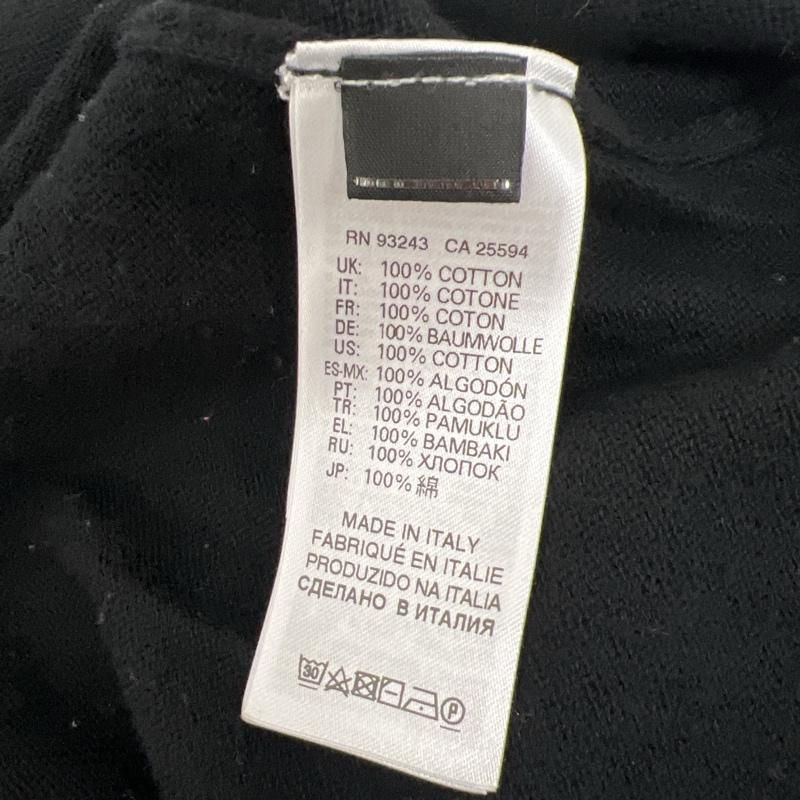 RN 93243 CA 25594
UK: 100% COTTON
IT: 100% COTONE
FR: 100% COTON
DE: 100% BAUMWOLLE
US: 100% COTTON
ES-MX: 100% ALGODÓN
PT: 100% ALGODÃO
TR: 100% PAMUKLU
EL: 100% BAMBAKI
RU: 100% ХЛОПОК
JP: 100% 綿
MADE IN ITALY
FABRIQUÉ EN ITALIE
PRODUZIDO NA ITALIA
СДЕЛАНО В ИТАЛИЯ
30 P